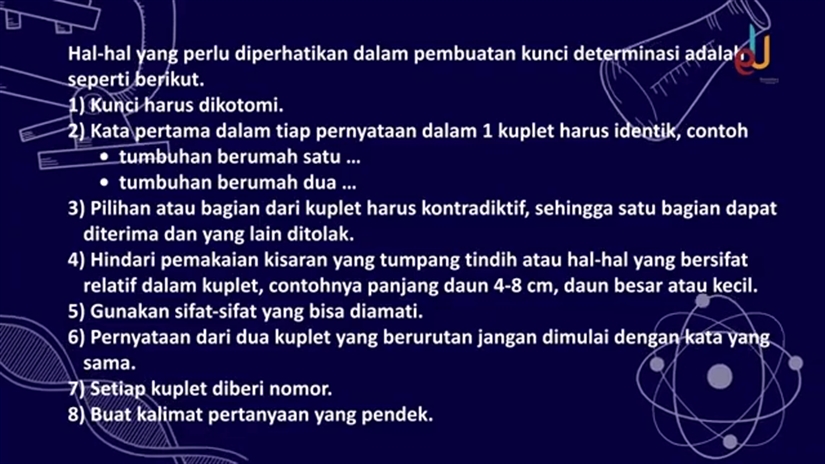 Hal-hal yang perlu diperhatikan dalam pembuatan kunci determinasi adalah
seperti berikut.
1) Kunci harus dikotomi.
2) Kata pertama dalam tiap pernyataan dalam 1 kuplet harus identik, contoh
• tumbuhan berumah satu ...
• tumbuhan berumah dua ...
3) Pilihan atau bagian dari kuplet harus kontradiktif, sehingga satu bagian dapat
diterima dan yang lain ditolak.
4) Hindari pemakaian kisaran yang tumpang tindih atau hal-hal yang bersifat
relatif dalam kuplet, contohnya panjang daun 4-8 cm, daun besar atau kecil.
5) Gunakan sifat-sifat yang bisa diamati.
6) Pernyataan dari dua kuplet yang berurutan jangan dimulai dengan kata yang
sama.
7) Setiap kuplet diberi nomor.
8) Buat kalimat pertanyaan yang pendek.